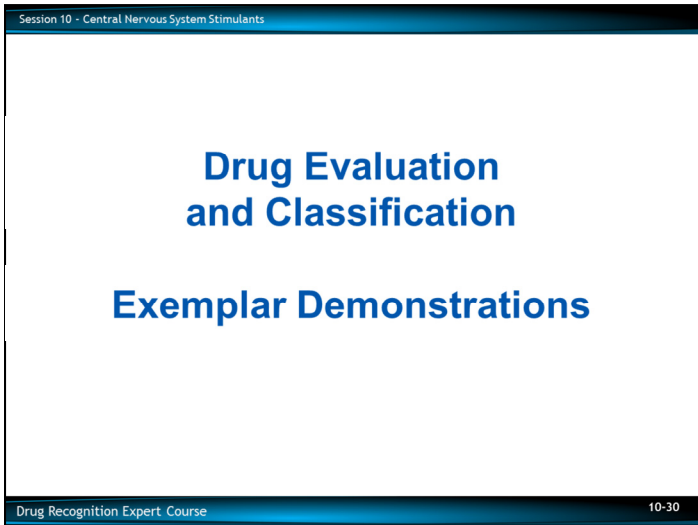 Session 10 - Central Nervous System Stimulants
Drug Evaluation
and Classification
Exemplar Demonstrations
Drug Recognition Expert Course
10-30